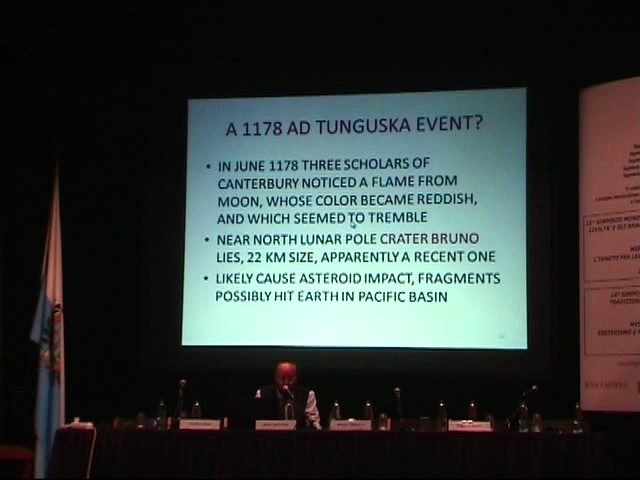 A 1178 AD TUNGUSKA EVENT?
• IN JUNE 1178 THREE SCHOLARS OF
CANTERBURY NOTICED A FLAME FROM
MOON, WHOSE COLOR BECAME REDDISH,
AND WHICH SEEMED TO TREMBLE
• NEAR NORTH LUNAR POLE CRATER BRUNO
LIES, 22 KM SIZE, APPARENTLY A RECENT ONE
• LIKELY CAUSE ASTEROID IMPACT, FRAGMENTS
POSSIBLY HIT EARTH IN PACIFIC BASIN
SIMPOSIO